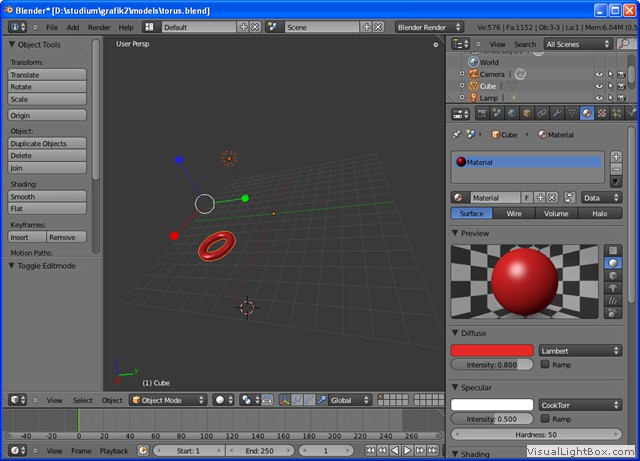 Blender* [D:\studium\grafik2\models\torus.blend]
File Add Render Help Default Scene Blender Render Ve:576 | Fa:1152 | Ob:3-3 | La:1 | Mem:6.04M (0.5
Object Tools
Transform:
Translate
Rotate
Scale
Origin
Object:
Duplicate Objects
Delete
Join
Shading:
Smooth
Flat
Keyframes:
Insert Remove
Motion Paths:
Toggle Editmode
User Persp
z
y
(1) Cube
View Select Object Object Mode Global
-40 -20 0 20 40 60 80 100 120 140 160 180 200 220 240 260
View Frame Playback Start: 1 End: 250
View Search All Scenes
World
Camera
Cube
Lamp
Cube Material
Material
Material F Data
Surface Wire Volume Halo
Preview
Diffuse
Lambert
Intensity: 0.800 Ramp
Specular
CookTorr
Intensity: 0.500 Ramp
Hardness: 50
Shading
VisualLightBox.com